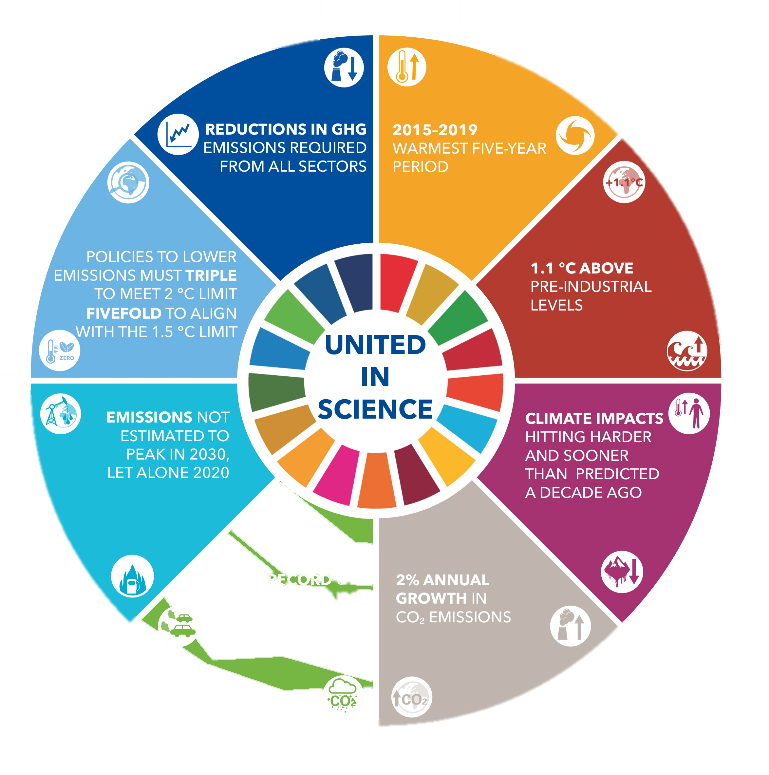 REDUCTIONS IN GHG
EMISSIONS REQUIRED
FROM ALL SECTORS
2015–2019
WARMEST FIVE-YEAR
PERIOD
+1.1°C
1.1 °C ABOVE
PRE-INDUSTRIAL
LEVELS
POLICIES TO LOWER
EMISSIONS MUST TRIPLE
TO MEET 2 °C LIMIT
FIVEFOLD TO ALIGN
WITH THE 1.5 °C LIMIT
ZERO
UNITED
IN
SCIENCE
EMISSIONS NOT
ESTIMATED TO
PEAK IN 2030,
LET ALONE 2020
CLIMATE IMPACTS
HITTING HARDER
AND SOONER
THAN PREDICTED
A DECADE AGO
RECORD
2% ANNUAL
GROWTH IN
CO₂ EMISSIONS
CO₂
CO₂